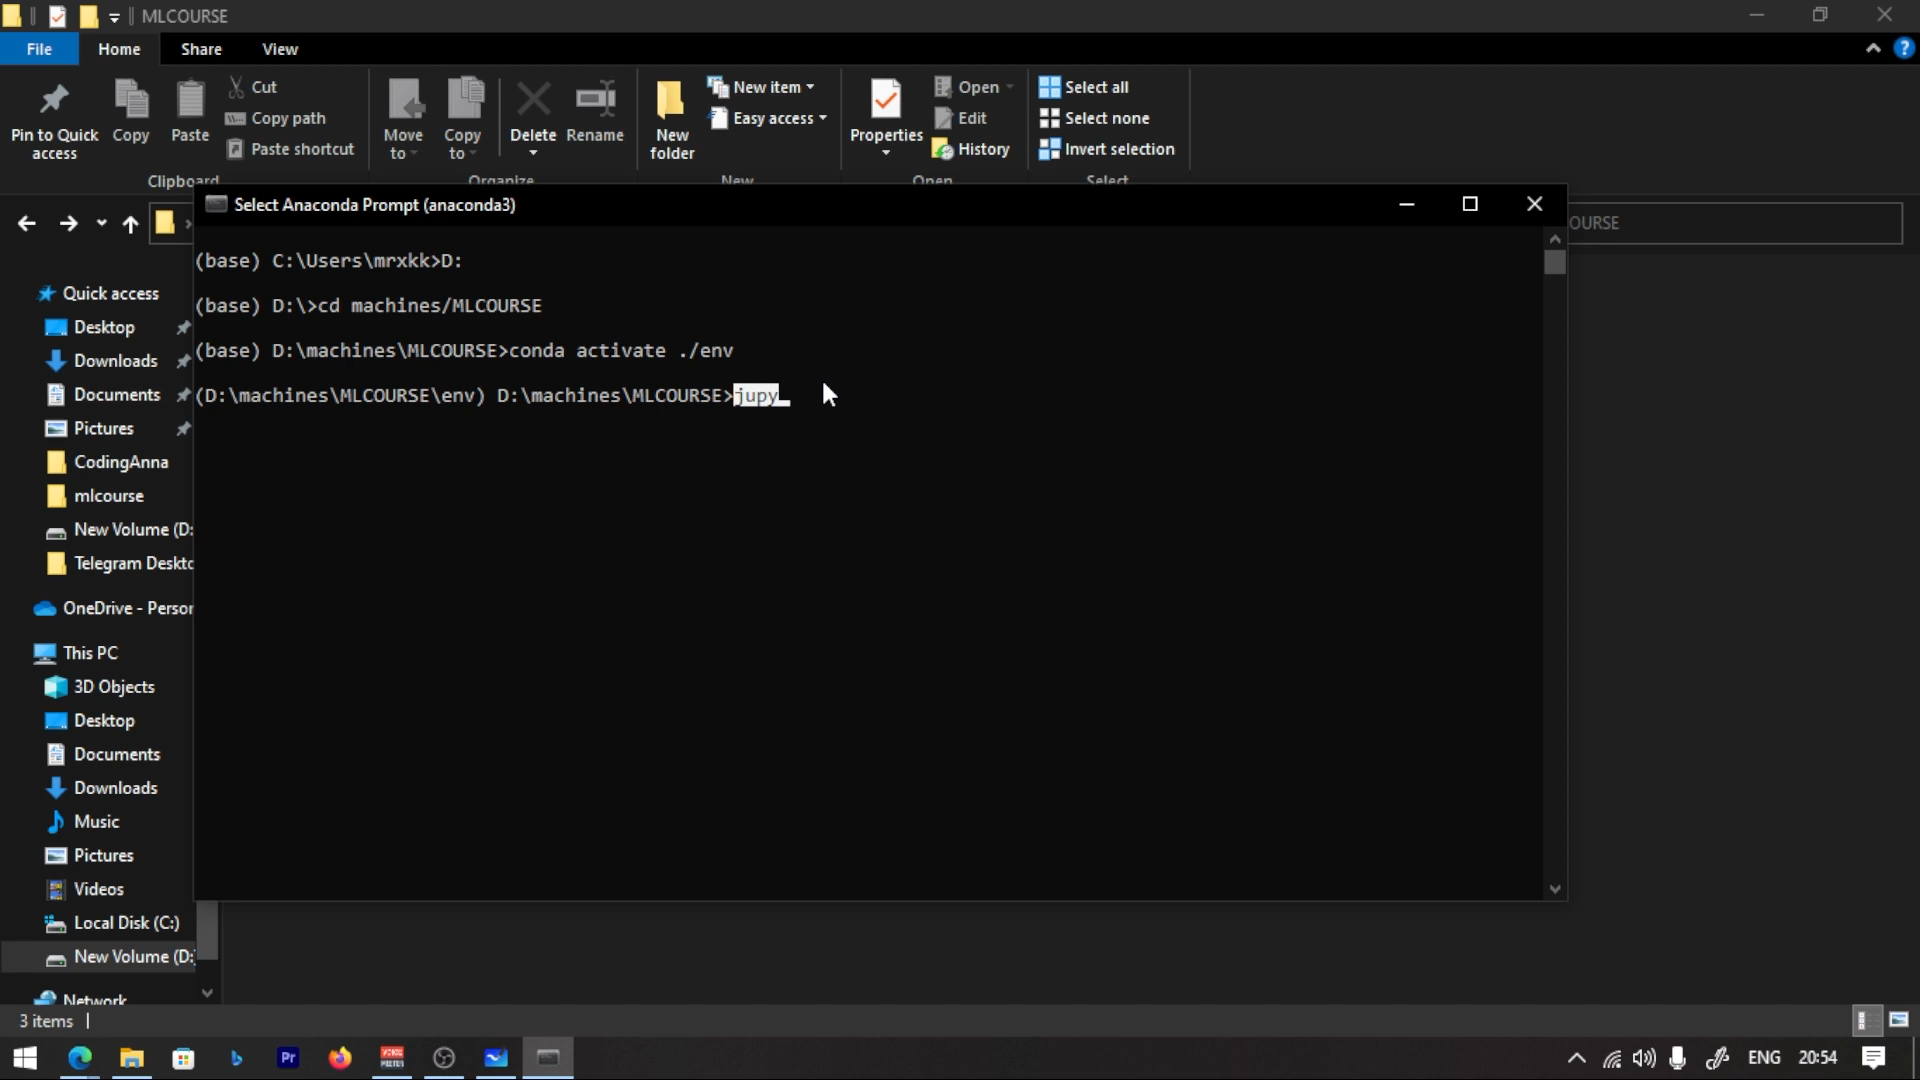 MLCOURSE
File Home Share View
Pin to Quick access
Copy
Paste
Cut
Copy path
Paste shortcut
Move to
Copy to
Delete
Rename
New folder
New item
Easy access
Properties
Open
Edit
History
Select all
Select none
Invert selection
Clipboard Organize New Open Select
Select Anaconda Prompt (anaconda3)
OURSE
(base) C:\Users\mrxkk>D:
(base) D:\>cd machines/MLCOURSE
(base) D:\machines\MLCOURSE>conda activate ./env
(D:\machines\MLCOURSE\env) D:\machines\MLCOURSE>jupy_
Quick access
Desktop
Downloads
Documents
Pictures
CodingAnna
mlcourse
New Volume (D:
Telegram Deskto
OneDrive - Person
This PC
3D Objects
Desktop
Documents
Downloads
Music
Pictures
Videos
Local Disk (C:)
New Volume (D:)
Network
3 items
Pr
VOICE MEETER
ENG 20:54